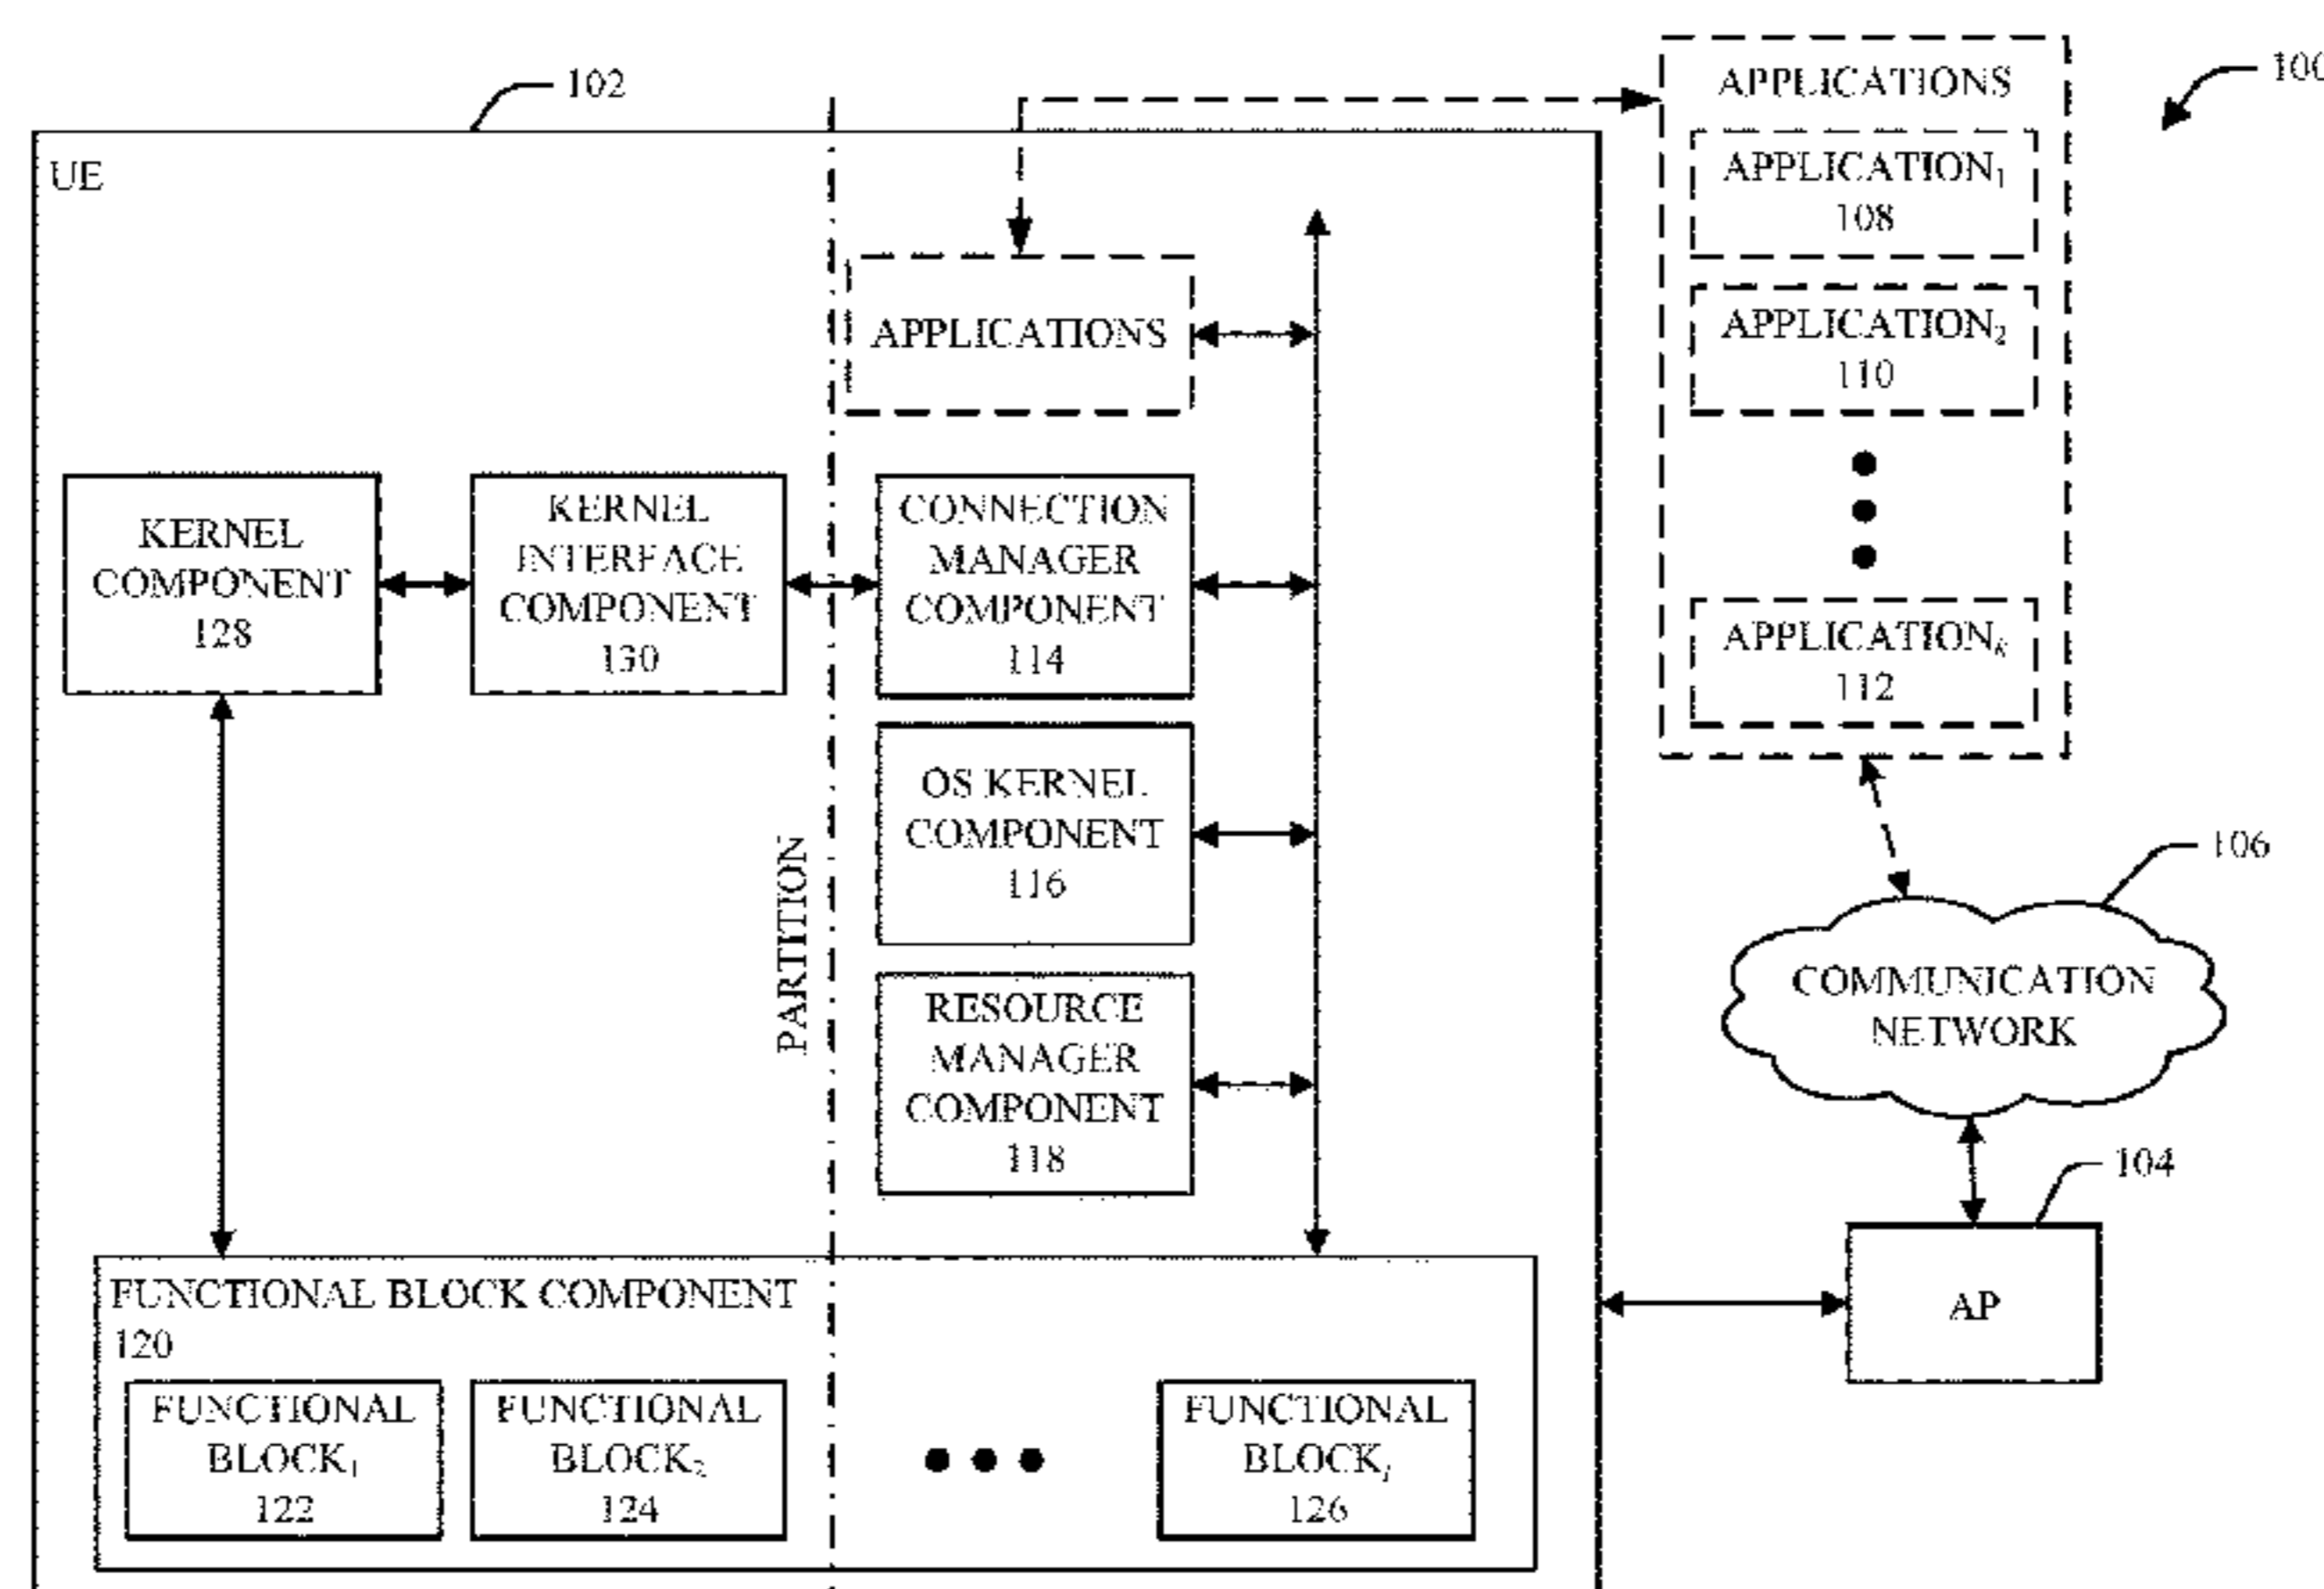 102
100
UE
APPLICATIONS
APPLICATION₁
108
APPLICATION₂
110
APPLICATIONₖ
112
APPLICATIONS
KERNEL
COMPONENT
128
KERNEL
INTERFACE
COMPONENT
130
CONNECTION
MANAGER
COMPONENT
114
OS KERNEL
COMPONENT
116
RESOURCE
MANAGER
COMPONENT
118
PARTITION
106
COMMUNICATION
NETWORK
104
AP
FUNCTIONAL BLOCK COMPONENT
120
FUNCTIONAL
BLOCK₁
122
FUNCTIONAL
BLOCK₂
124
FUNCTIONAL
BLOCKⱼ
126